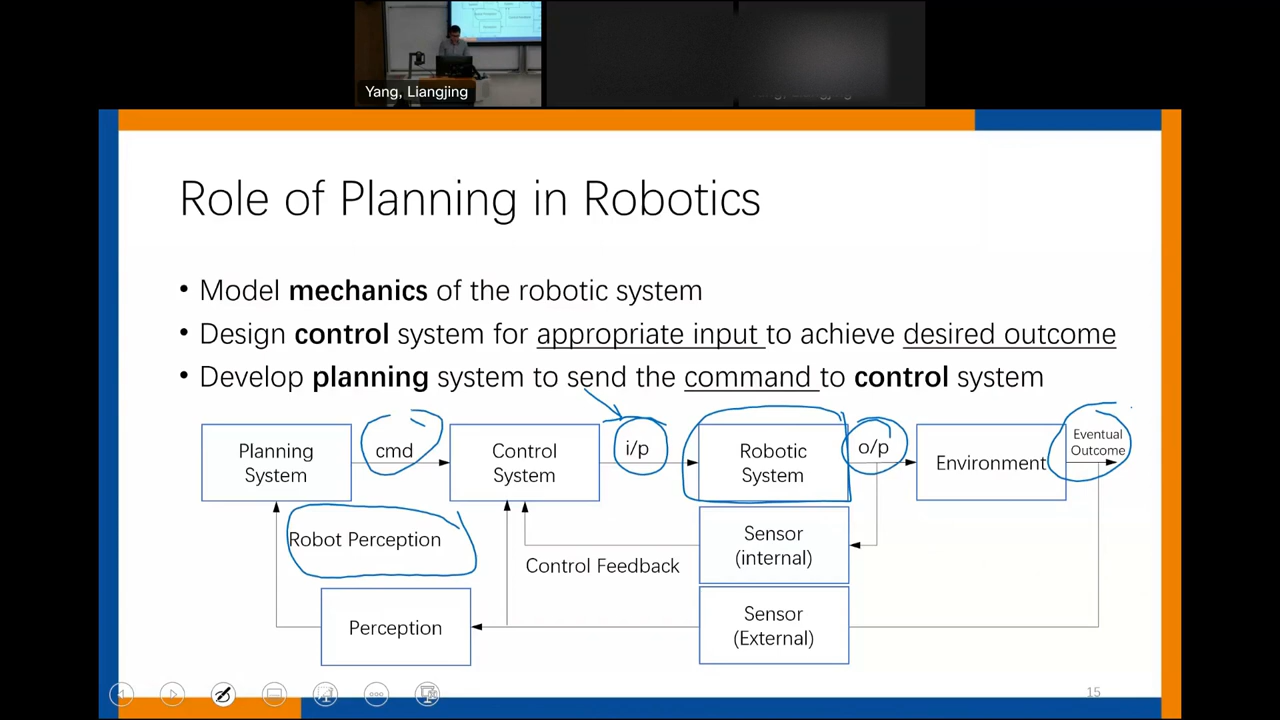 Yang, Liangjing
Role of Planning in Robotics
• Model mechanics of the robotic system
• Design control system for appropriate input to achieve desired outcome
• Develop planning system to send the command to control system
Planning
System
cmd
Control
System
i/p
Robotic
System
o/p
Environment
Eventual
Outcome
Robot Perception
Sensor
(internal)
Control Feedback
Perception
Sensor
(External)
15